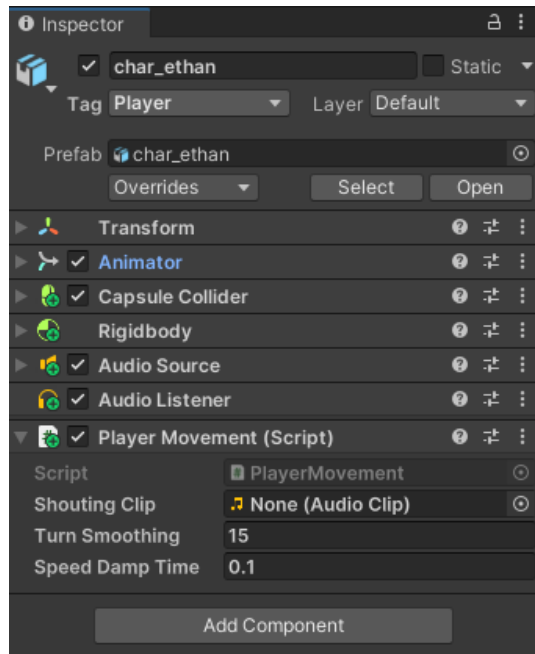 Inspector
char_ethan Static
Tag Player Layer Default
Prefab char_ethan
Overrides Select Open
Transform
Animator
Capsule Collider
Rigidbody
Audio Source
Audio Listener
Player Movement (Script)
Script PlayerMovement
Shouting Clip None (Audio Clip)
Turn Smoothing 15
Speed Damp Time 0.1
Add Component